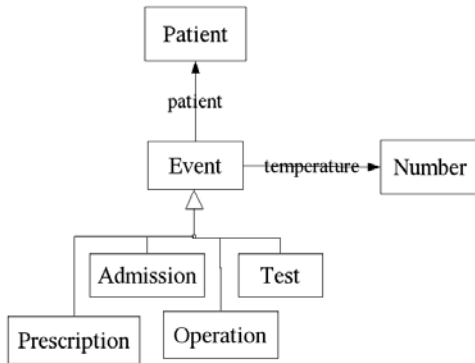 Patient
patient
Event
temperature
Number
Admission
Test
Prescription
Operation